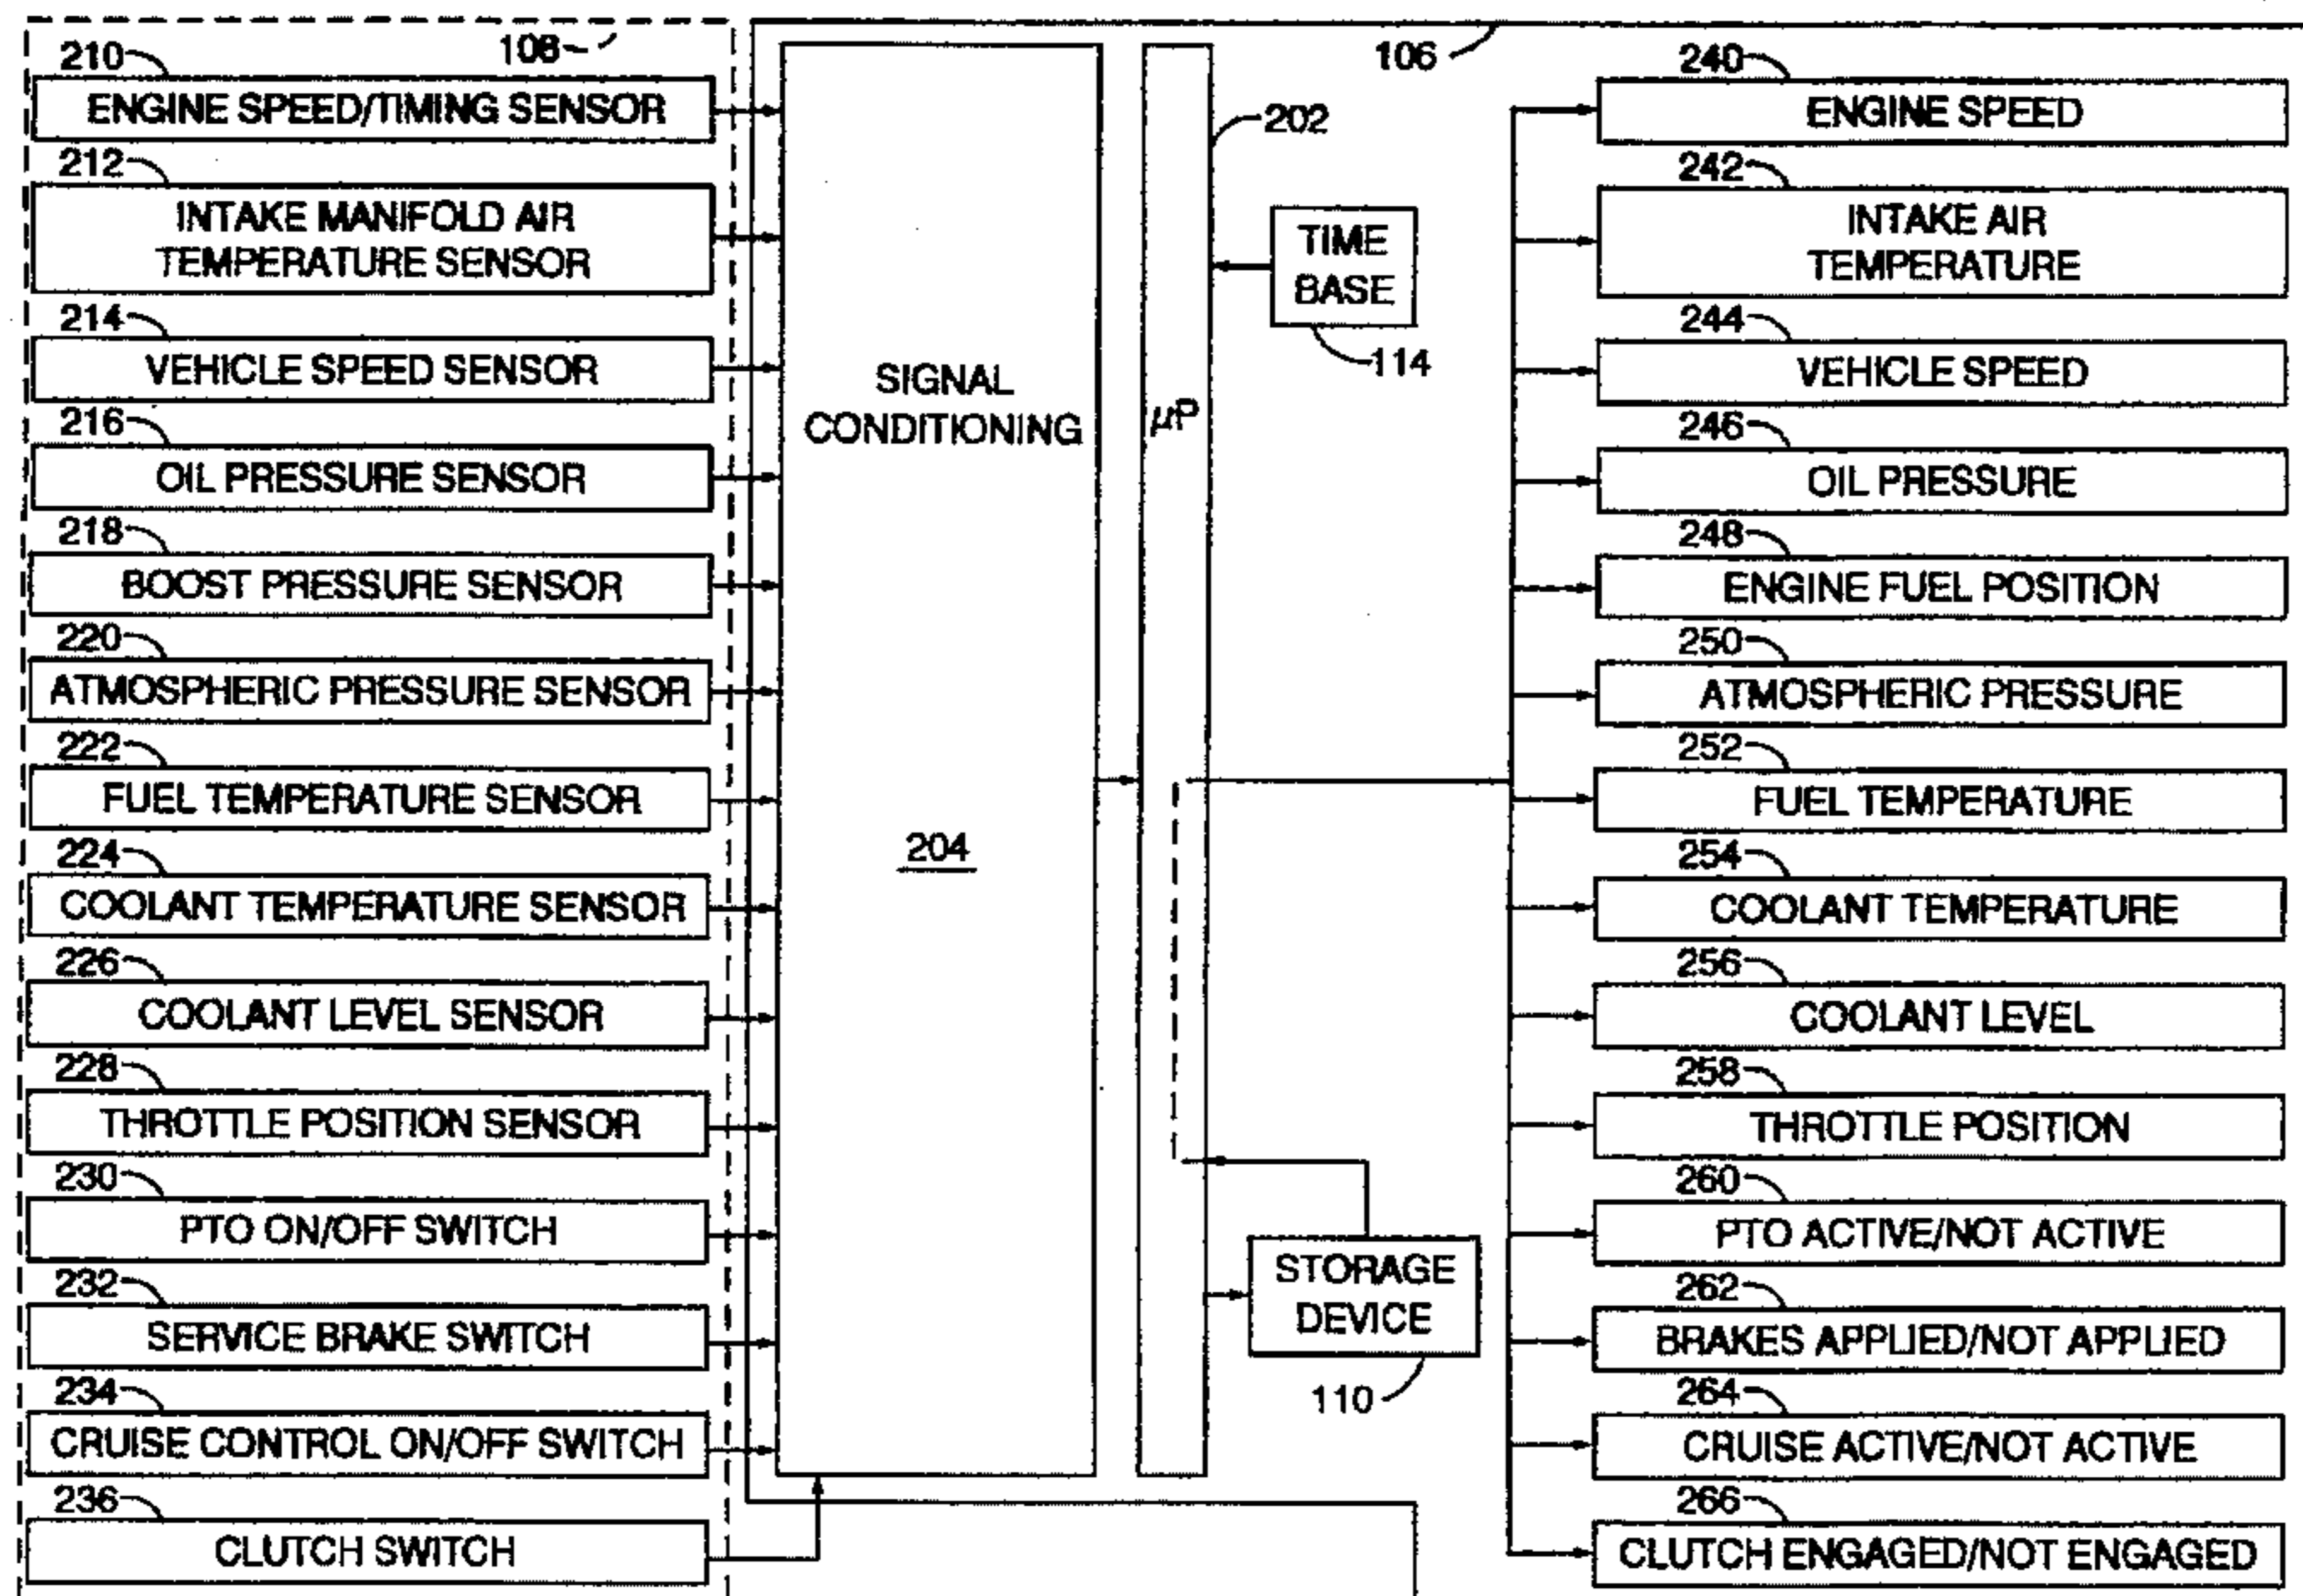 108
210
ENGINE SPEED/TIMING SENSOR
212
INTAKE MANIFOLD AIR
TEMPERATURE SENSOR
214
VEHICLE SPEED SENSOR
216
OIL PRESSURE SENSOR
218
BOOST PRESSURE SENSOR
220
ATMOSPHERIC PRESSURE SENSOR
222
FUEL TEMPERATURE SENSOR
224
COOLANT TEMPERATURE SENSOR
226
COOLANT LEVEL SENSOR
228
THROTTLE POSITION SENSOR
230
PTO ON/OFF SWITCH
232
SERVICE BRAKE SWITCH
234
CRUISE CONTROL ON/OFF SWITCH
236
CLUTCH SWITCH
SIGNAL
CONDITIONING
204
106
202
μP
TIME
BASE
114
STORAGE
DEVICE
110
240
ENGINE SPEED
242
INTAKE AIR
TEMPERATURE
244
VEHICLE SPEED
246
OIL PRESSURE
248
ENGINE FUEL POSITION
250
ATMOSPHERIC PRESSURE
252
FUEL TEMPERATURE
254
COOLANT TEMPERATURE
256
COOLANT LEVEL
258
THROTTLE POSITION
260
PTO ACTIVE/NOT ACTIVE
262
BRAKES APPLIED/NOT APPLIED
264
CRUISE ACTIVE/NOT ACTIVE
266
CLUTCH ENGAGED/NOT ENGAGED